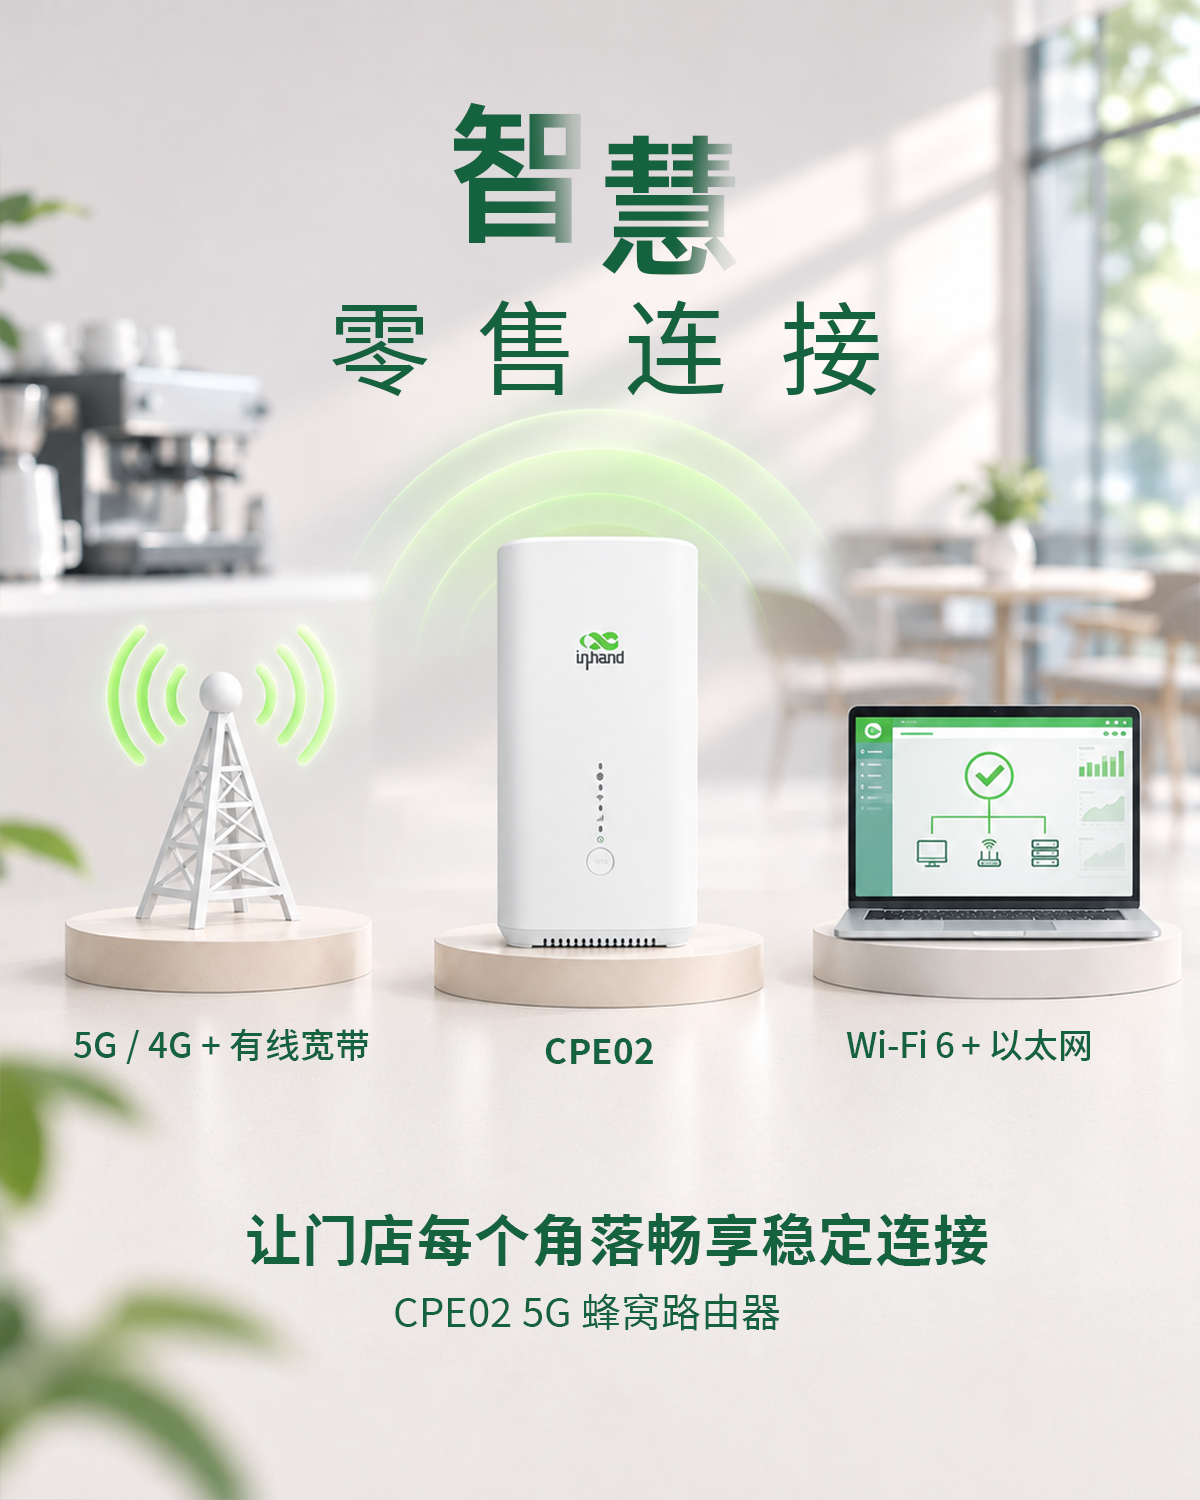 智慧
零售连接
inhand
5G / 4G + 有线宽带
CPE02
Wi-Fi 6 + 以太网
让门店每个角落畅享稳定连接
CPE02 5G 蜂窝路由器